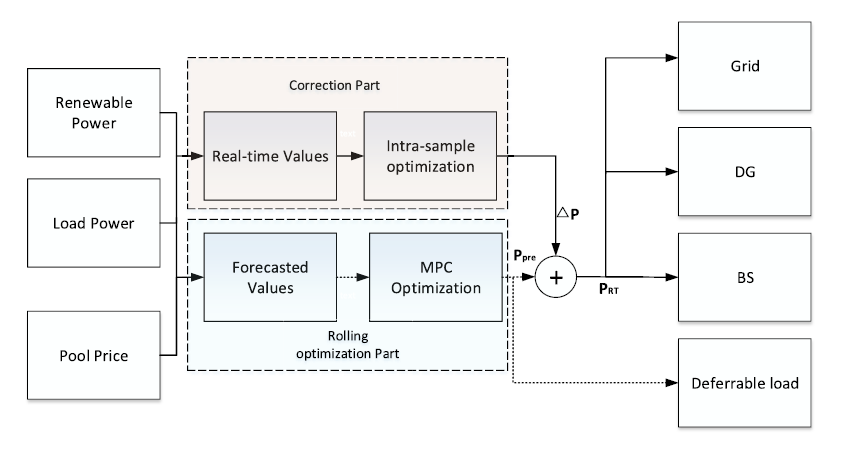 Renewable
Power
Load Power
Pool Price
Correction Part
Real-time Values
Intra-sample
optimization
Forecasted
Values
MPC
Optimization
Rolling
optimization Part
△P
Ppre
+
PRT
Grid
DG
BS
Deferrable load